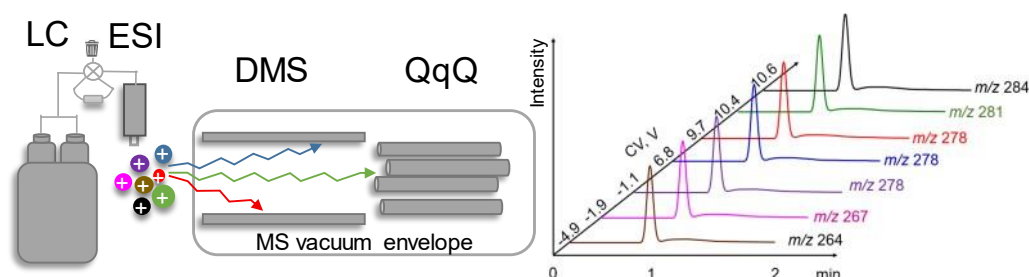 LC ESI
DMS QqQ
MS vacuum envelope
+
+
+
+
+
+
+
Intensity
CV, V
-4.9
-1.9
-1.1
6.8
9.7
10.4
10.6
m/z 284
m/z 281
m/z 278
m/z 278
m/z 278
m/z 267
m/z 264
0 1 2 min